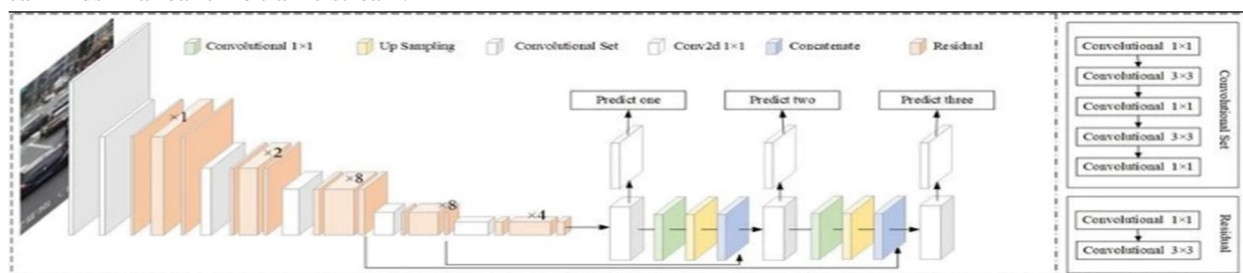 Convolutional 1×1
Up Sampling
Convolutional Set
Conv2d 1×1
Concatenate
Residual
×1
×2
×8
×8
×4
Predict one
Predict two
Predict three
Convolutional 1×1
Convolutional 3×3
Convolutional 1×1
Convolutional 3×3
Convolutional 1×1
Convolutional Set
Convolutional 1×1
Convolutional 3×3
Residual